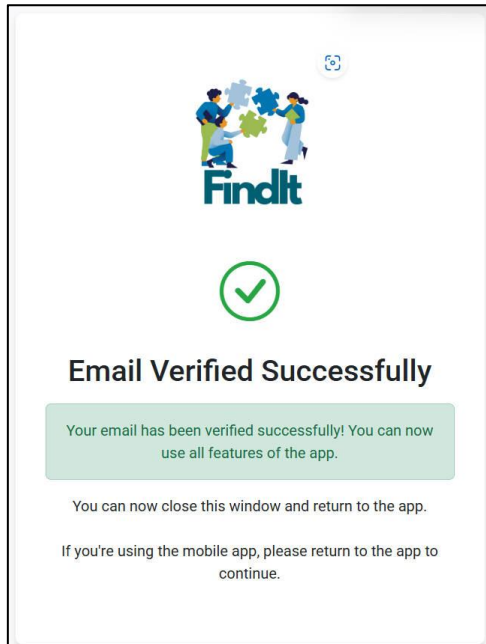 FindIt
Email Verified Successfully
Your email has been verified successfully! You can now
use all features of the app.
You can now close this window and return to the app.
If you're using the mobile app, please return to the app to
continue.